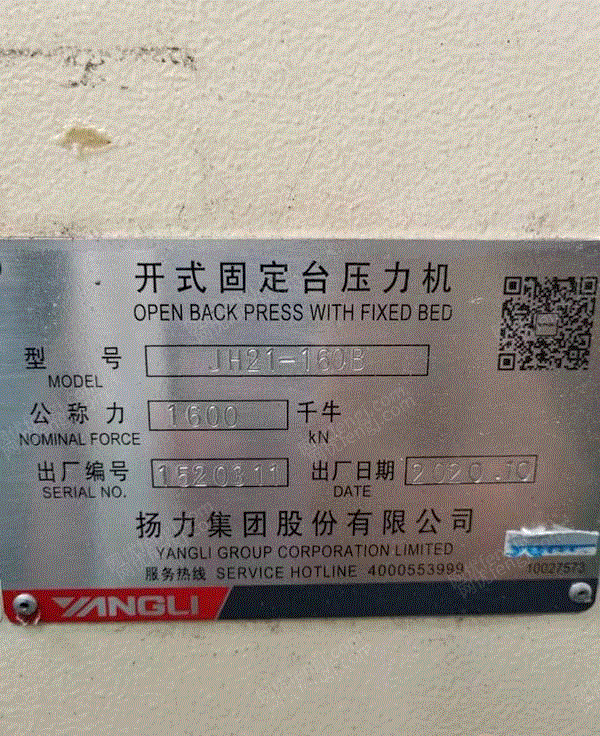 开式固定台压力机
OPEN BACK PRESS WITH FIXED BED
型 号 JH21-160B
MODEL
公称力 1600 千牛
NOMINAL FORCE kN
出厂编号 1520311 出厂日期 2020.10
SERIAL NO. DATE
扬力集团股份有限公司
YANGLI GROUP CORPORATION LIMITED
服务热线 SERVICE HOTLINE 4000553999
10027573
YANGLI